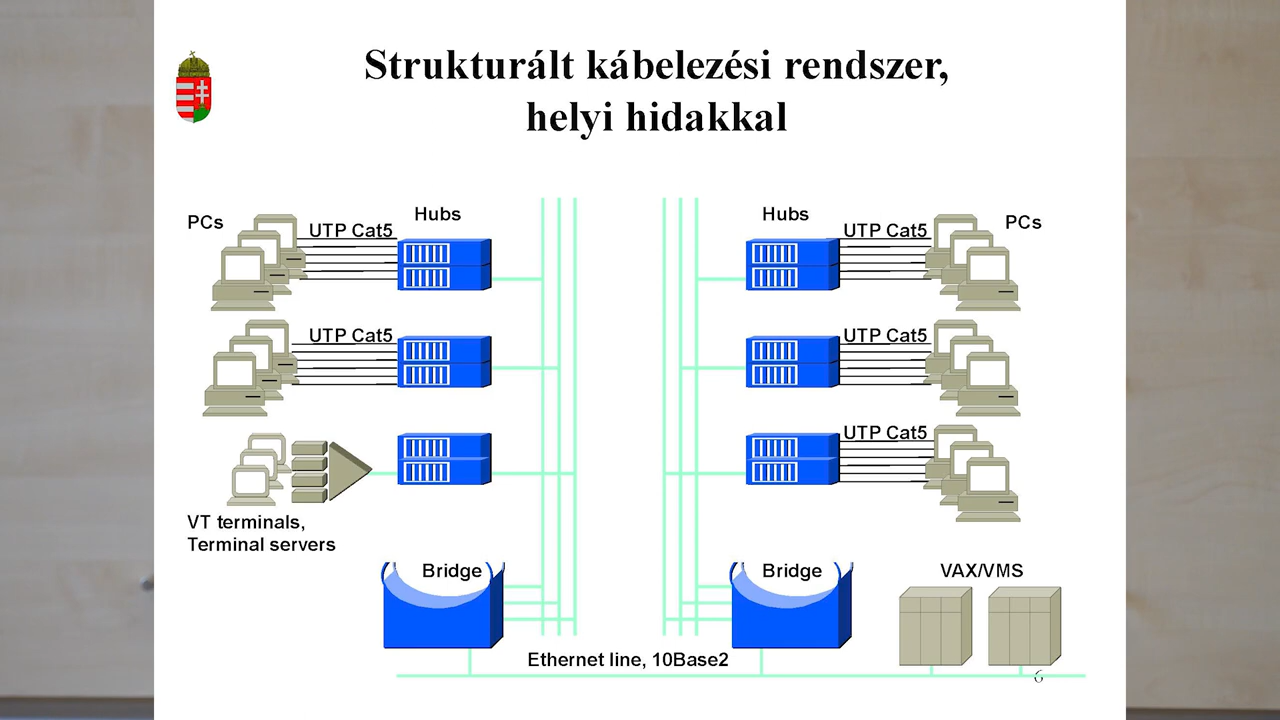 Strukturált kábelezési rendszer,
helyi hidakkal
PCs
UTP Cat5
Hubs
Hubs
UTP Cat5
PCs
UTP Cat5
UTP Cat5
UTP Cat5
VT terminals,
Terminal servers
Bridge
Bridge
VAX/VMS
Ethernet line, 10Base2
6